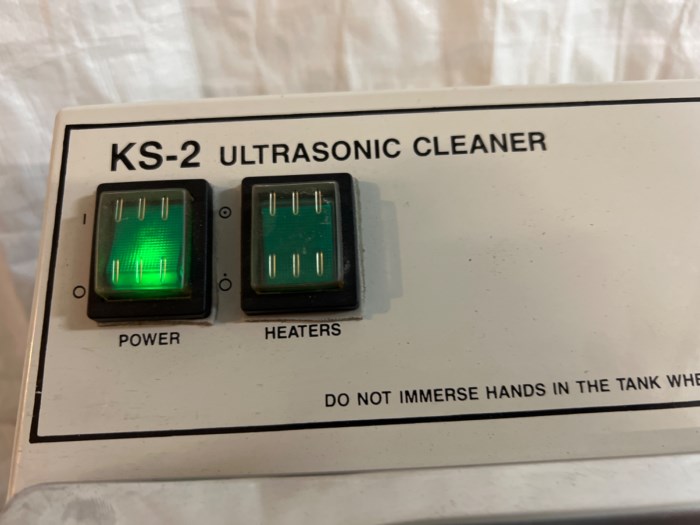 KS-2 ULTRASONIC CLEANER
I
O
POWER
HEATERS
DO NOT IMMERSE HANDS IN THE TANK